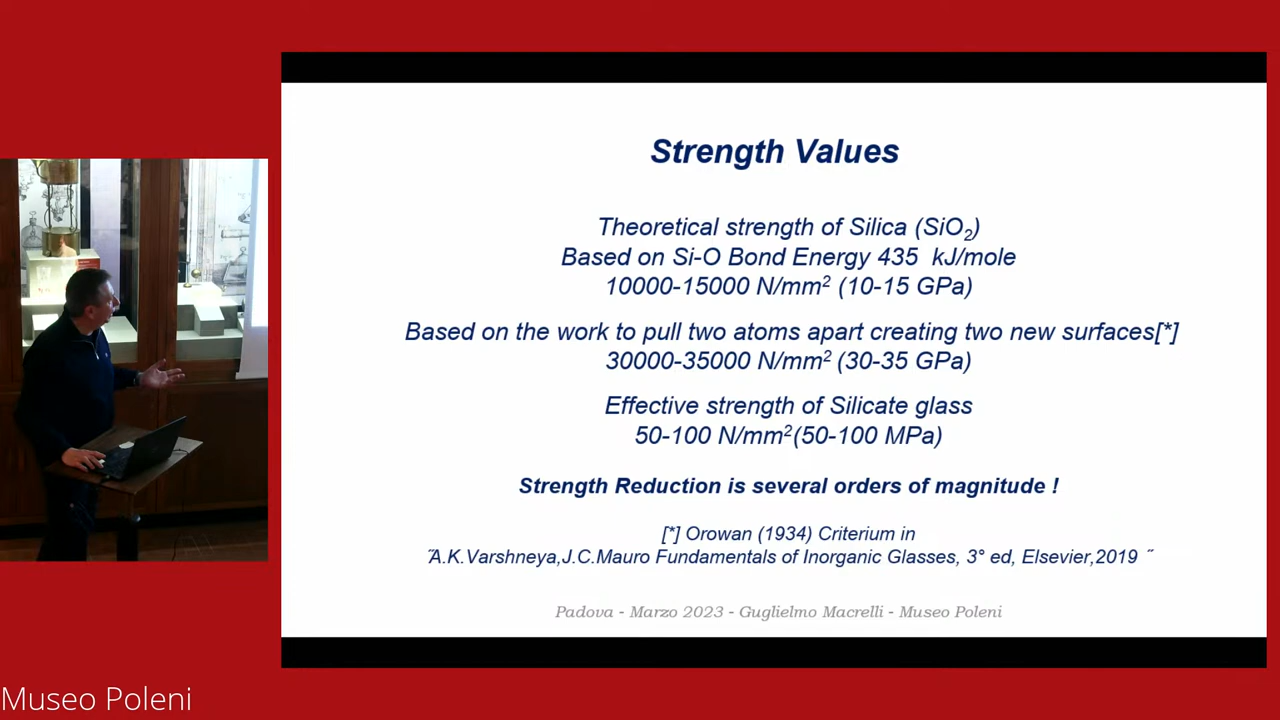 Strength Values
Theoretical strength of Silica (SiO₂)
Based on Si-O Bond Energy 435 kJ/mole
10000-15000 N/mm² (10-15 GPa)
Based on the work to pull two atoms apart creating two new surfaces[*]
30000-35000 N/mm² (30-35 GPa)
Effective strength of Silicate glass
50-100 N/mm²(50-100 MPa)
Strength Reduction is several orders of magnitude !
[*] Orowan (1934) Criterium in
˝A.K.Varshneya,J.C.Mauro Fundamentals of Inorganic Glasses, 3° ed, Elsevier,2019 ˝
Padova - Marzo 2023 - Guglielmo Macrelli - Museo Poleni
Museo Poleni